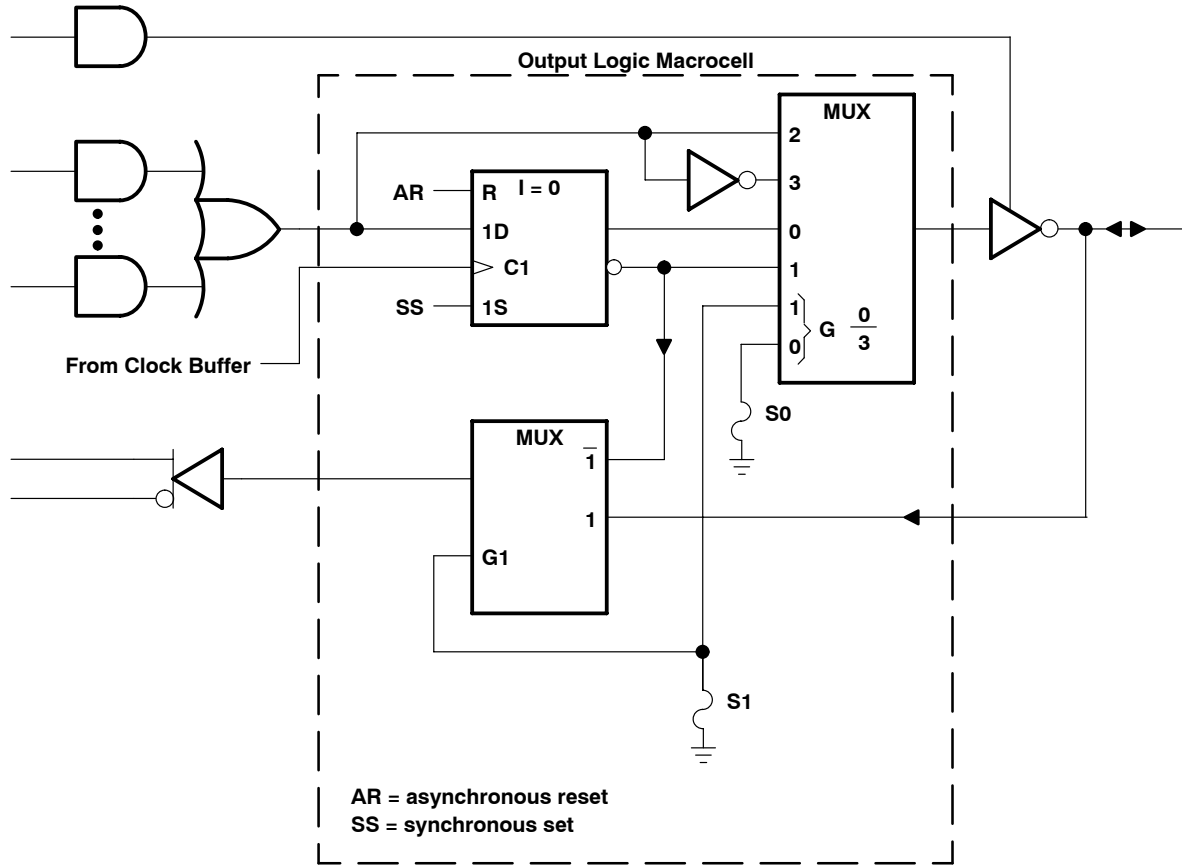 Output Logic Macrocell
MUX
2
3
0
1
1
0
G 0
3
AR
R
I = 0
1D
C1
SS
1S
From Clock Buffer
S0
MUX
1
1
G1
S1
AR = asynchronous reset
SS = synchronous set